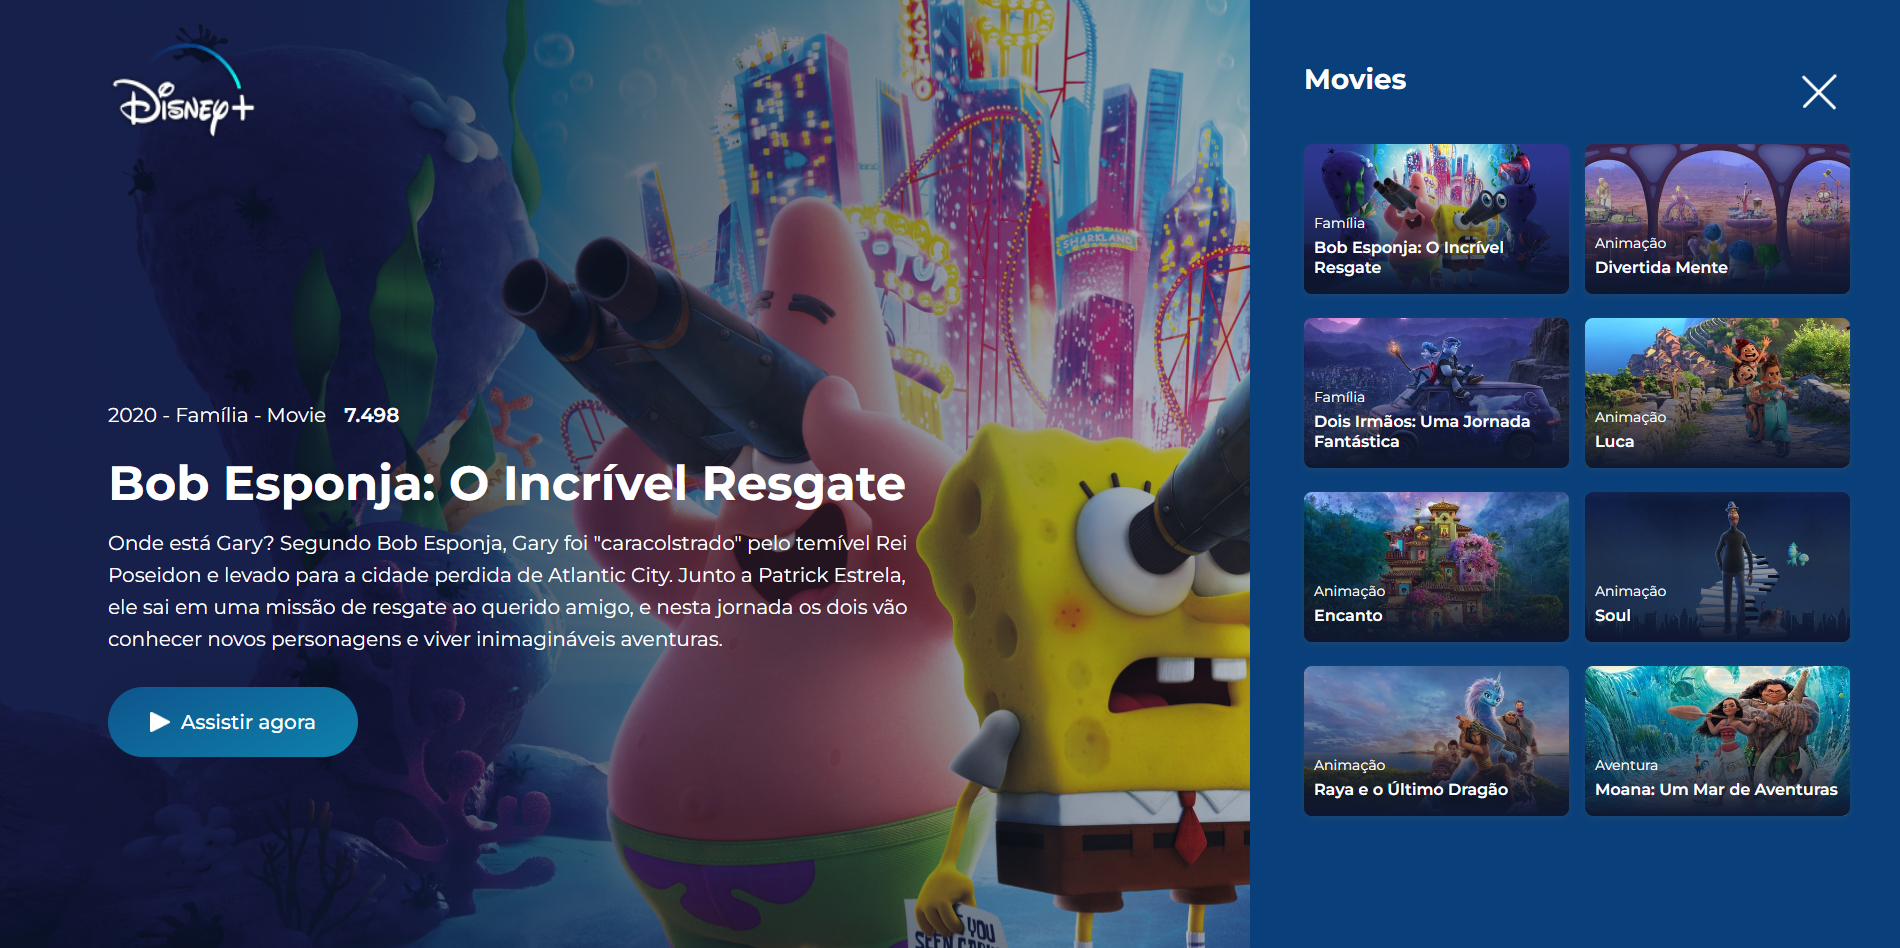 Disney+
2020 - Família - Movie 7.498
Bob Esponja: O Incrível Resgate
Onde está Gary? Segundo Bob Esponja, Gary foi "caracolstrado" pelo temível Rei
Poseidon e levado para a cidade perdida de Atlantic City. Junto a Patrick Estrela,
ele sai em uma missão de resgate ao querido amigo, e nesta jornada os dois vão
conhecer novos personagens e viver inimagináveis aventuras.
Assistir agora
SHARKLAND
YOU
SEEN
Movies
Família
Bob Esponja: O Incrível
Resgate
Animação
Divertida Mente
Família
Dois Irmãos: Uma Jornada
Fantástica
Animação
Luca
Animação
Encanto
Animação
Soul
Animação
Raya e o Último Dragão
Aventura
Moana: Um Mar de Aventuras